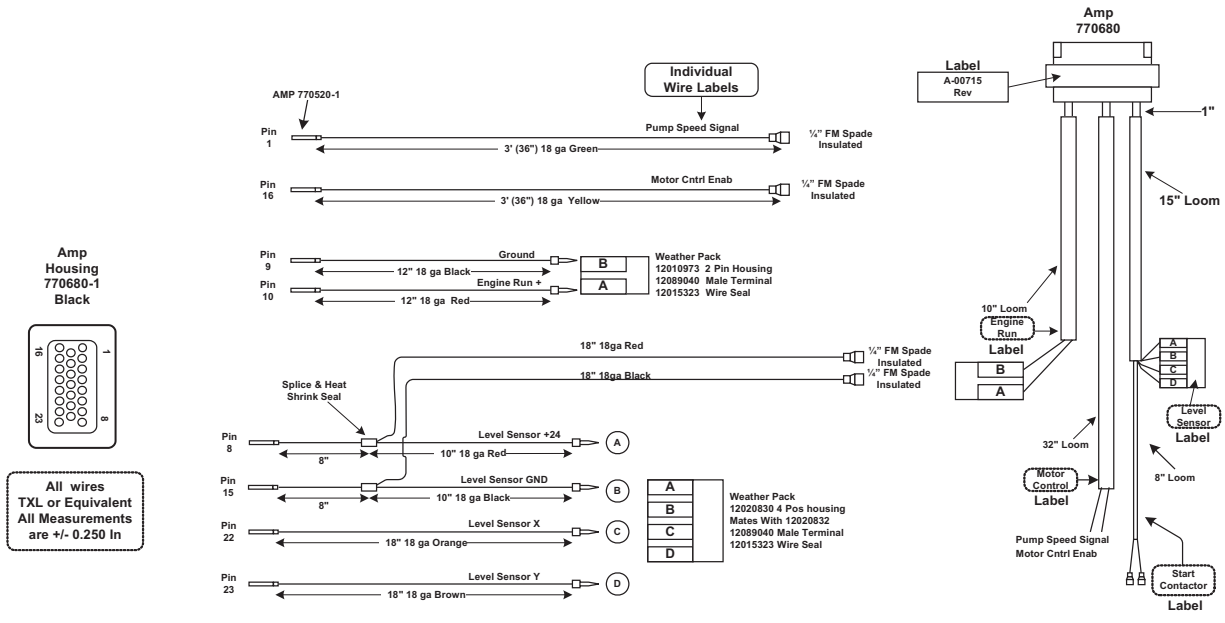 Amp
770680
Label
A-00715
Rev
1"
15" Loom
10" Loom
Engine
Run
Label
B
A
A
B
C
D
Level
Sensor
Label
32" Loom
8" Loom
Motor
Control
Label
Pump Speed Signal
Motor Cntrl Enab
Start
Contactor
Label
Individual
Wire Labels
AMP 770520-1
Pin
1
Pump Speed Signal
3' (36") 18 ga Green
¼" FM Spade
Insulated
Pin
16
Motor Cntrl Enab
3' (36") 18 ga Yellow
¼" FM Spade
Insulated
Pin
9
Ground
12" 18 ga Black
Pin
10
Engine Run +
12" 18 ga Red
B
A
Weather Pack
12010973 2 Pin Housing
12089040 Male Terminal
12015323 Wire Seal
Amp
Housing
770680-1
Black
16
1
23
8
All wires
TXL or Equivalent
All Measurements
are +/- 0.250 In
18" 18ga Red
¼" FM Spade
Insulated
18" 18ga Black
¼" FM Spade
Insulated
Splice & Heat
Shrink Seal
Pin
8
8"
Level Sensor +24
10" 18 ga Red
A
Pin
15
8"
Level Sensor GND
10" 18 ga Black
B
Pin
22
Level Sensor X
18" 18 ga Orange
C
Pin
23
Level Sensor Y
18" 18 ga Brown
D
A
B
C
D
Weather Pack
12020830 4 Pos housing
Mates With 12020832
12089040 Male Terminal
12015323 Wire Seal